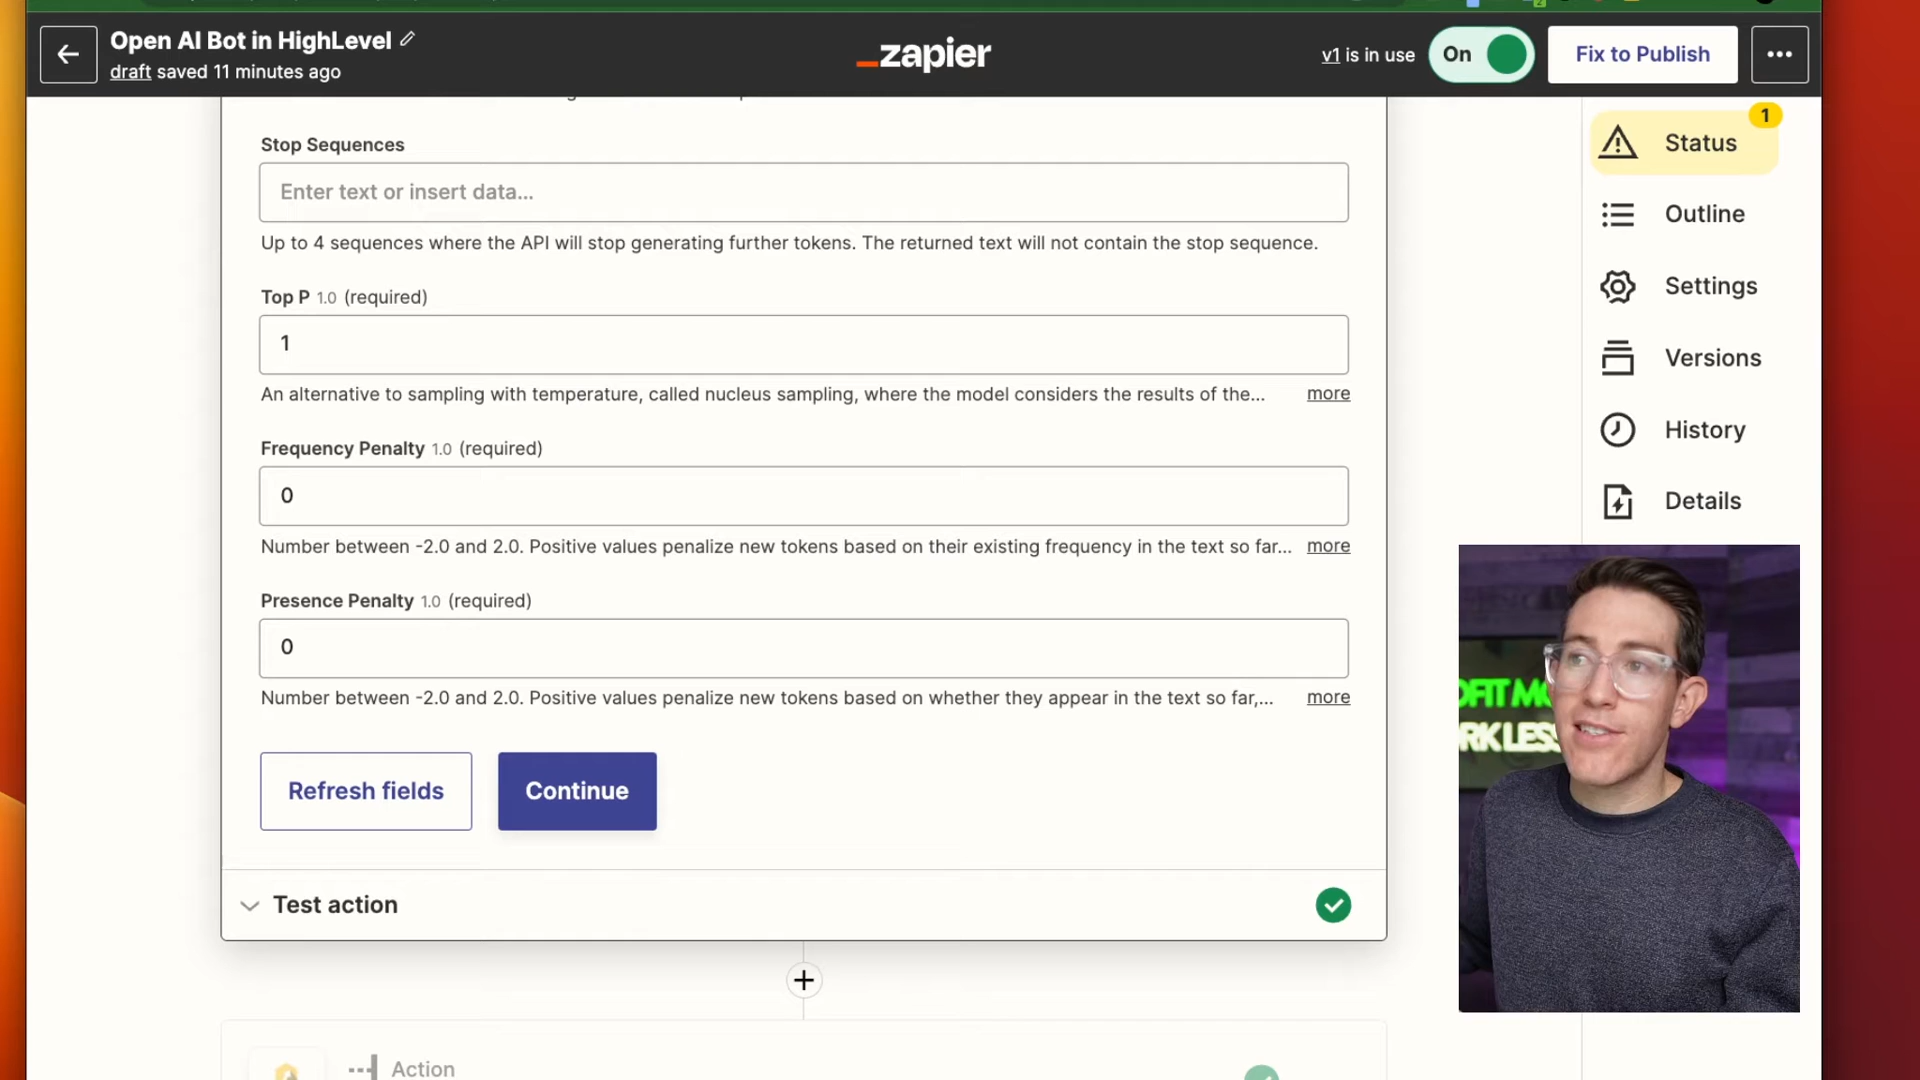 Open AI Bot in HighLevel
draft saved 11 minutes ago
_zapier
v1 is in use
On
Fix to Publish
Stop Sequences
Enter text or insert data...
Up to 4 sequences where the API will stop generating further tokens. The returned text will not contain the stop sequence.
Top P 1.0 (required)
1
An alternative to sampling with temperature, called nucleus sampling, where the model considers the results of the... more
Frequency Penalty 1.0 (required)
0
Number between -2.0 and 2.0. Positive values penalize new tokens based on their existing frequency in the text so far... more
Presence Penalty 1.0 (required)
0
Number between -2.0 and 2.0. Positive values penalize new tokens based on whether they appear in the text so far,... more
Refresh fields
Continue
Test action
Action
1
Status
Outline
Settings
Versions
History
Details
OFIT MO
RK LESS